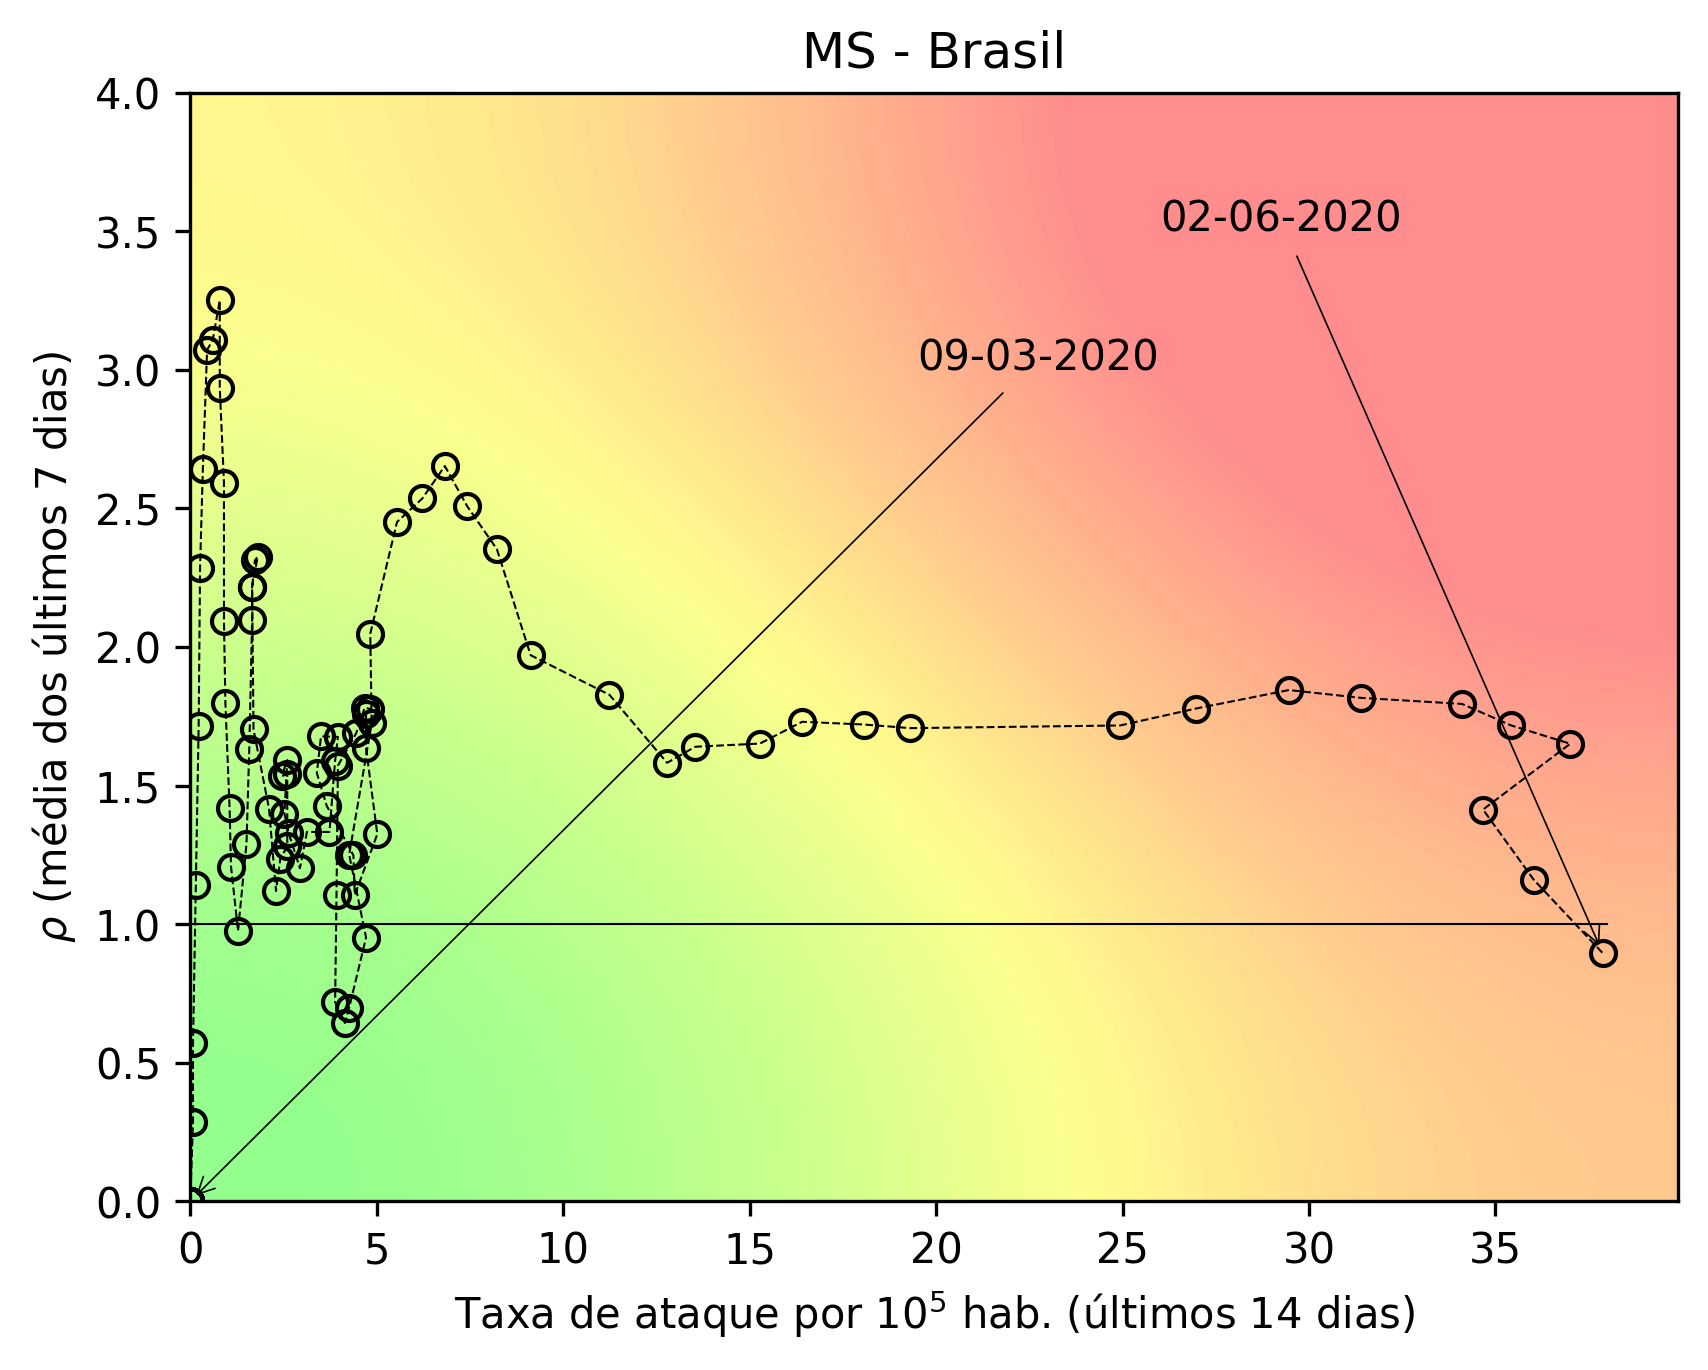 MS - Brasil
4.0
3.5
3.0
2.5
2.0
1.5
1.0
0.5
0.0
ρ (média dos últimos 7 dias)
02-06-2020
09-03-2020
0 5 10 15 20 25 30 35
Taxa de ataque por 10⁵ hab. (últimos 14 dias)